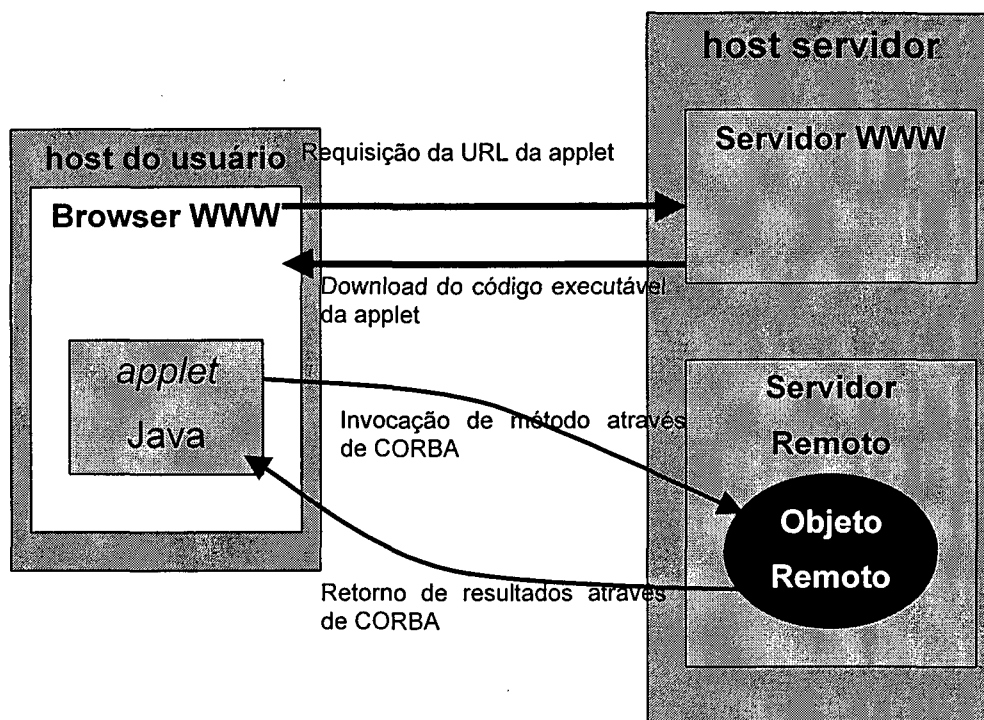 host servidor
Servidor WWW
host do usuário
Requisição da URL da applet
Browser WWW
Download do código executável
da applet
applet
Java
Invocação de método através
de CORBA
Servidor
Remoto
Objeto
Remoto
Retorno de resultados através
de CORBA